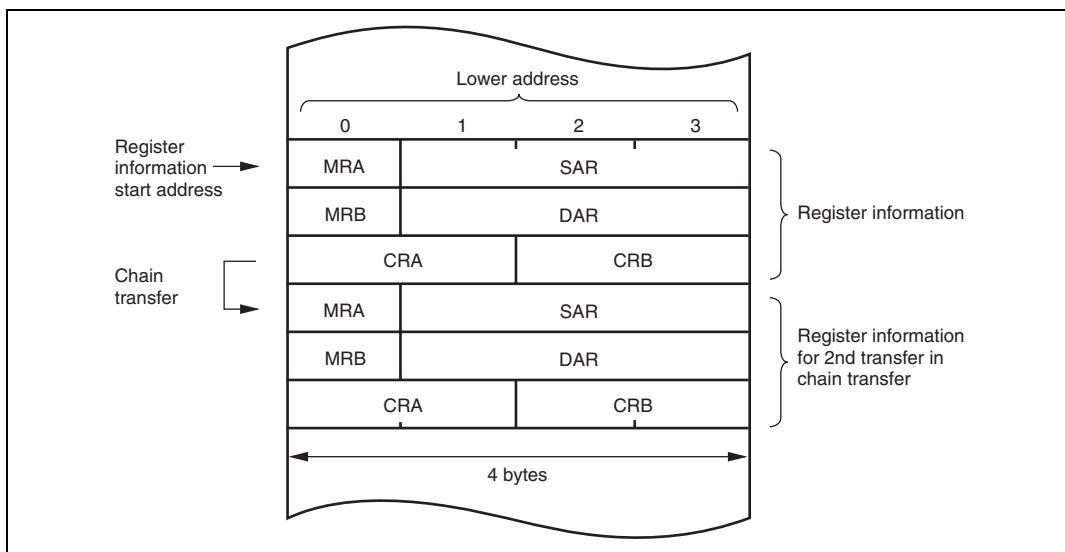 Lower address
0 1 2 3
Register
information
start address
MRA SAR
MRB DAR
CRA CRB
Register information
Chain
transfer
MRA SAR
MRB DAR
CRA CRB
Register information
for 2nd transfer in
chain transfer
4 bytes